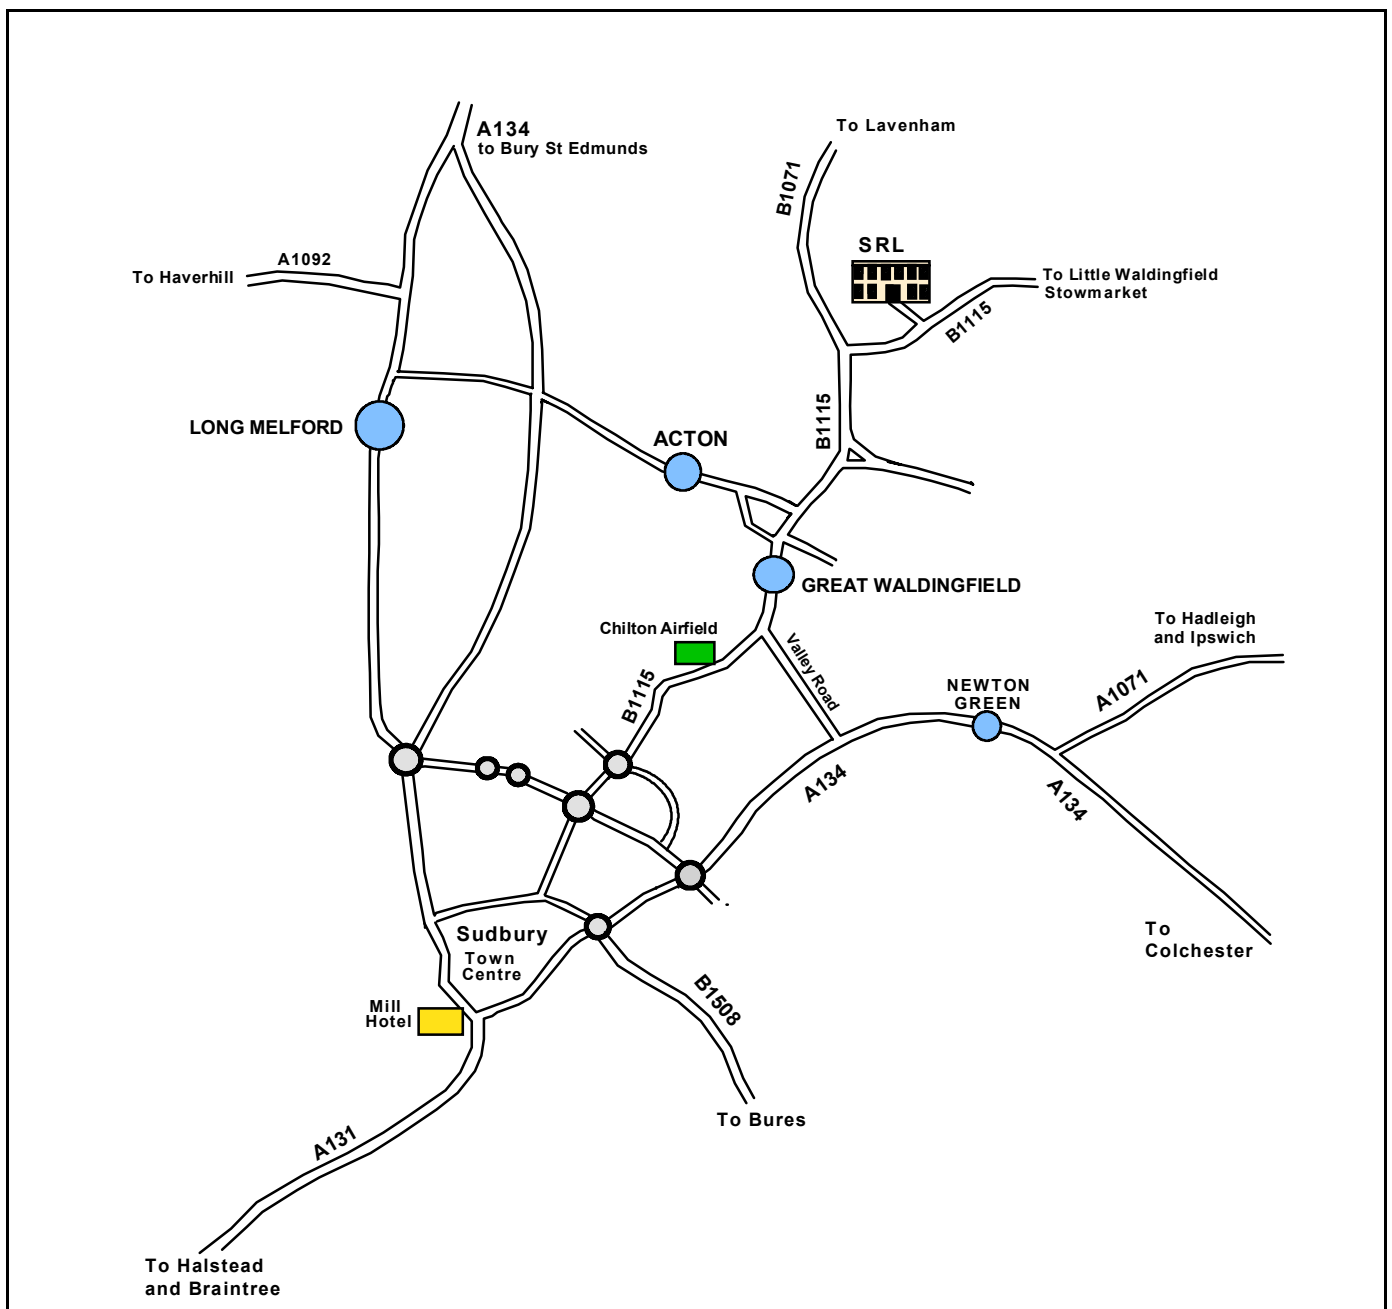 A134
to Bury St Edmunds
To Lavenham
B1071
SRL
A1092
To Haverhill
To Little Waldingfield
Stowmarket
B1115
B1115
LONG MELFORD
ACTON
GREAT WALDINGFIELD
Chilton Airfield
Valley Road
To Hadleigh
and Ipswich
B1115
NEWTON
GREEN
A1071
A134
A134
Sudbury
Town
Centre
To
Colchester
Mill
Hotel
B1508
To Bures
A131
To Halstead
and Braintree